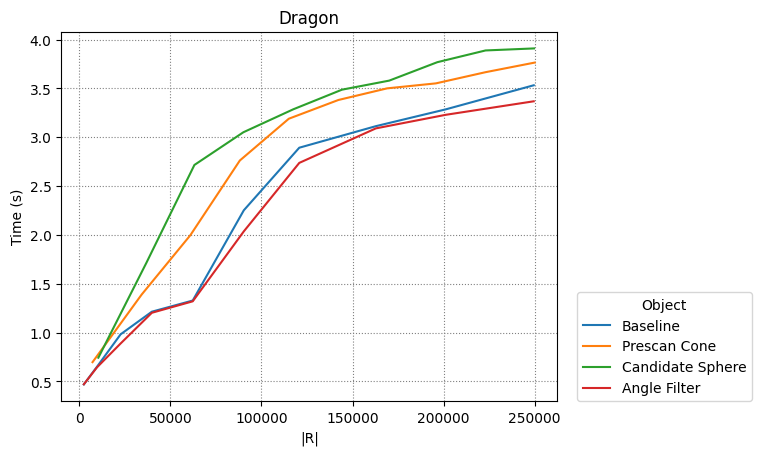 Dragon
4.0
3.5
3.0
2.5
2.0
1.5
1.0
0.5
Time (s)
0 50000 100000 150000 200000 250000
|R|
Object
Baseline
Prescan Cone
Candidate Sphere
Angle Filter